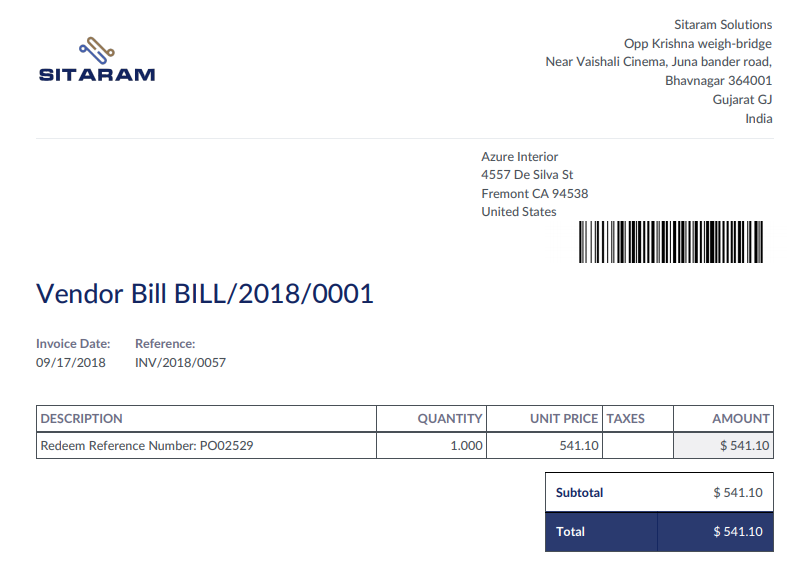 SITARAM
Sitaram Solutions
Opp Krishna weigh-bridge
Near Vaishali Cinema, Juna bander road,
Bhavnagar 364001
Gujarat GJ
India
Azure Interior
4557 De Silva St
Fremont CA 94538
United States
Vendor Bill BILL/2018/0001
Invoice Date: Reference:
09/17/2018 INV/2018/0057
DESCRIPTION QUANTITY UNIT PRICE TAXES AMOUNT
Redeem Reference Number: PO02529 1.000 541.10 $ 541.10
Subtotal $ 541.10
Total $ 541.10